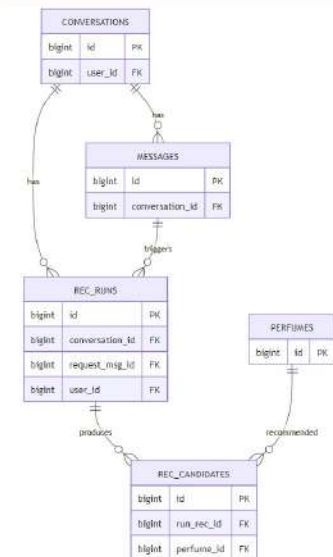 CONVERSATIONS
bigint id PK
bigint user_id FK
has
has
MESSAGES
bigint id PK
bigint conversation_id FK
triggers
REC_RUNS
bigint id PK
bigint conversation_id FK
bigint request_msg_id FK
bigint user_id FK
PERFUMES
bigint id PK
produces
recommended
REC_CANDIDATES
bigint id PK
bigint run_rec_id FK
bigint perfume_id FK